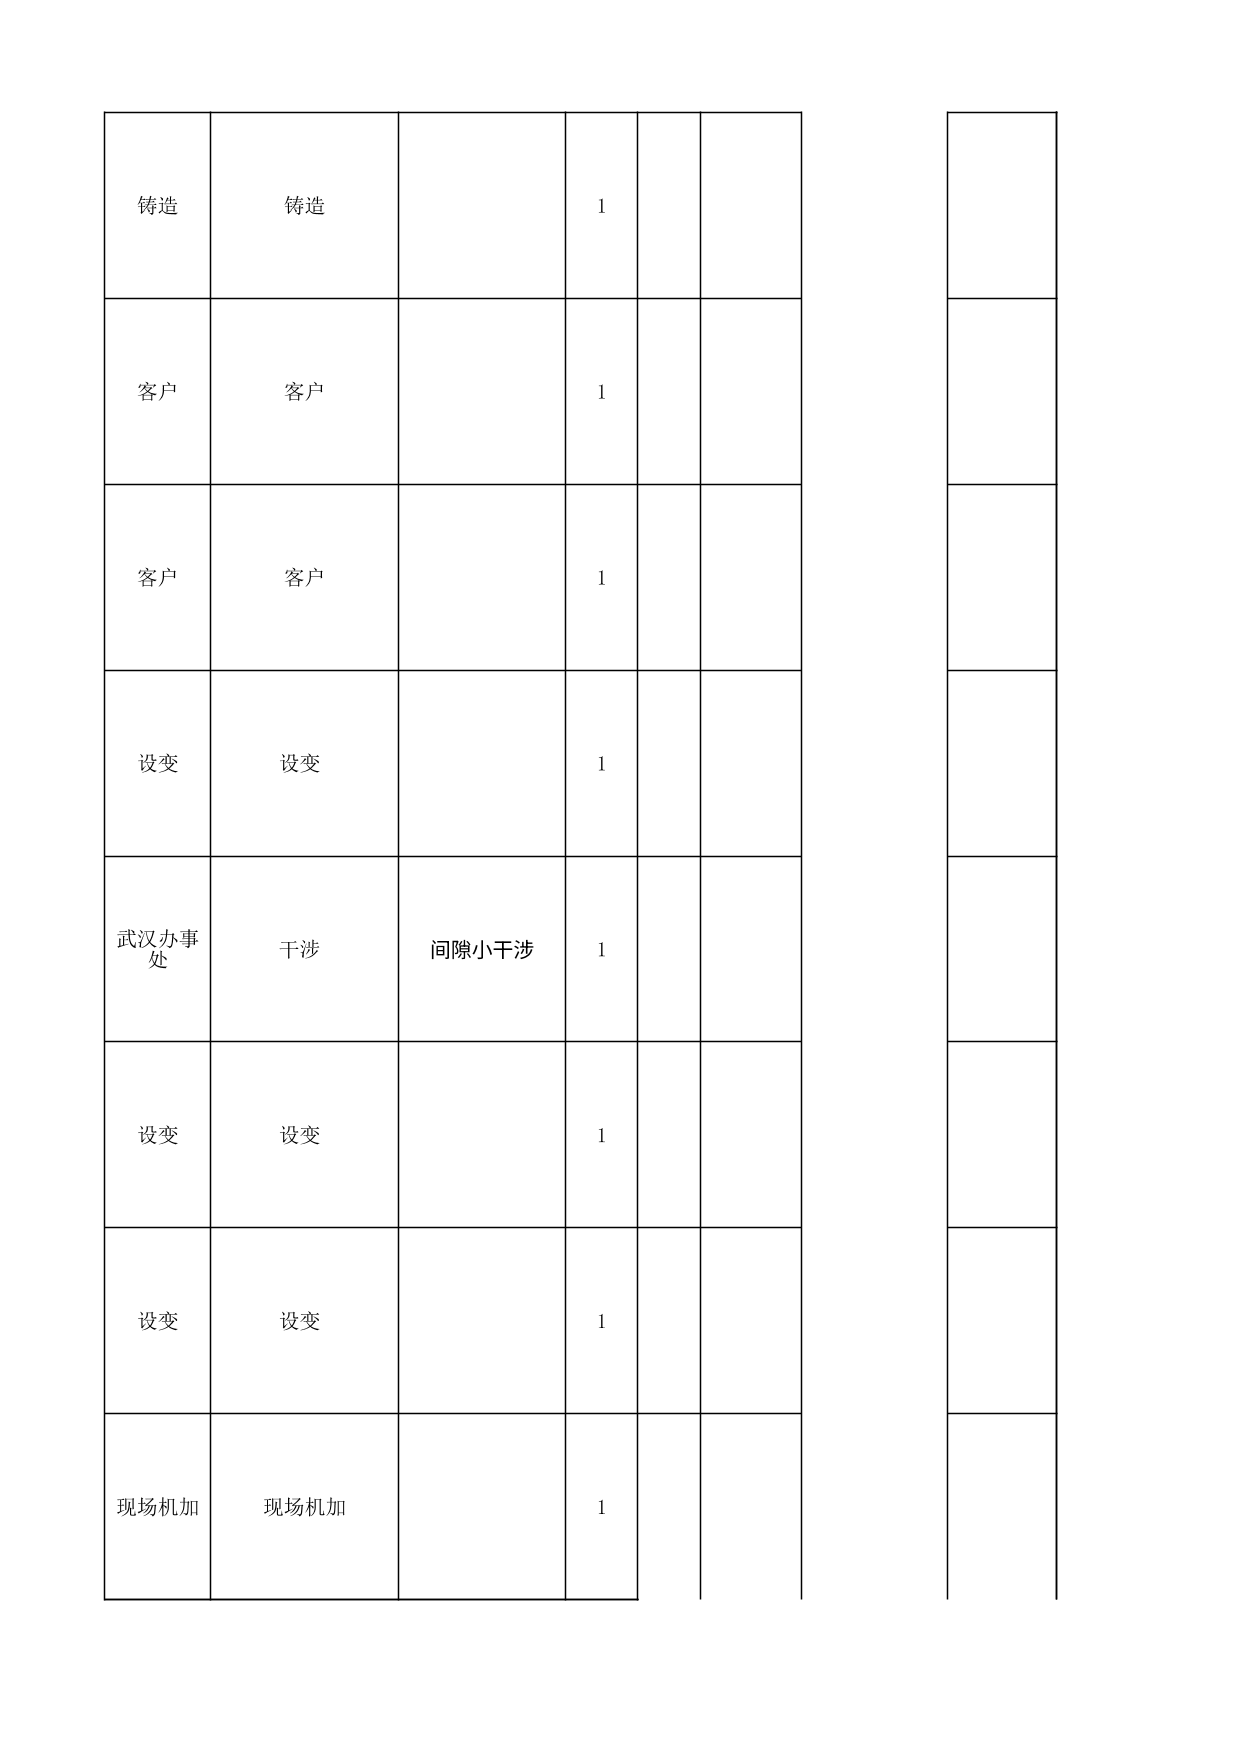 铸造 铸造 1
客户 客户 1
客户 客户 1
设变 设变 1
武汉办事
处 干涉 间隙小干涉 1
设变 设变 1
设变 设变 1
现场机加 现场机加 1